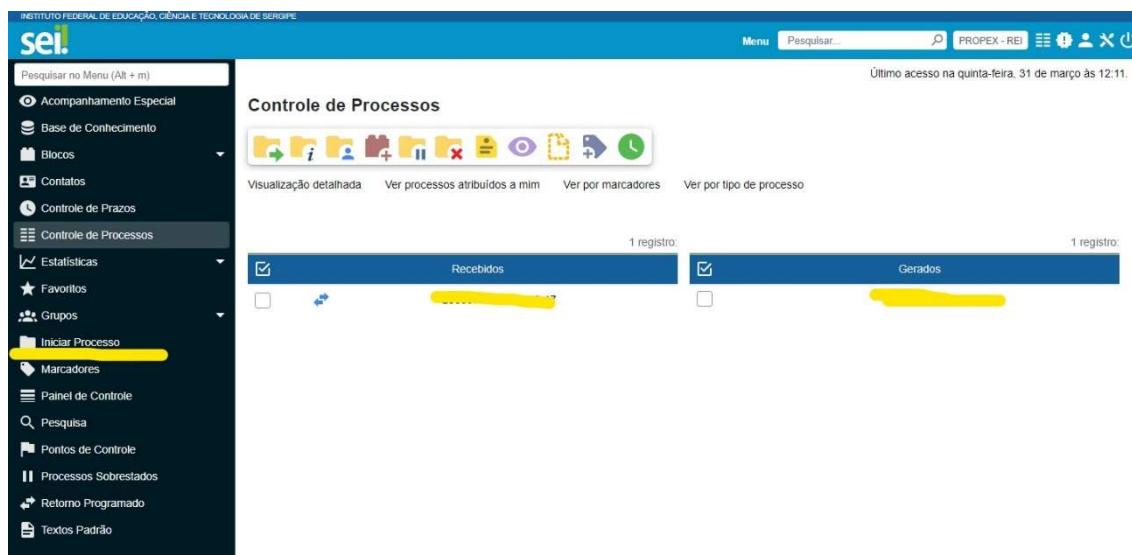 INSTITUTO FEDERAL DE EDUCAÇÃO, CIÊNCIA E TECNOLOGIA DE SERGIPE
sei!
Menu Pesquisar... PROPEX - REI
Pesquisar no Menu (Alt + m)
Último acesso na quinta-feira, 31 de março às 12:11.
Acompanhamento Especial
Base de Conhecimento
Blocos
Contatos
Controle de Prazos
Controle de Processos
Estatísticas
Favoritos
Grupos
Iniciar Processo
Marcadores
Painel de Controle
Pesquisa
Pontos de Controle
Processos Sobrestados
Retorno Programado
Textos Padrão
Controle de Processos
Visualização detalhada Ver processos atribuídos a mim Ver por marcadores Ver por tipo de processo
1 registro: 1 registro:
Recebidos Gerados